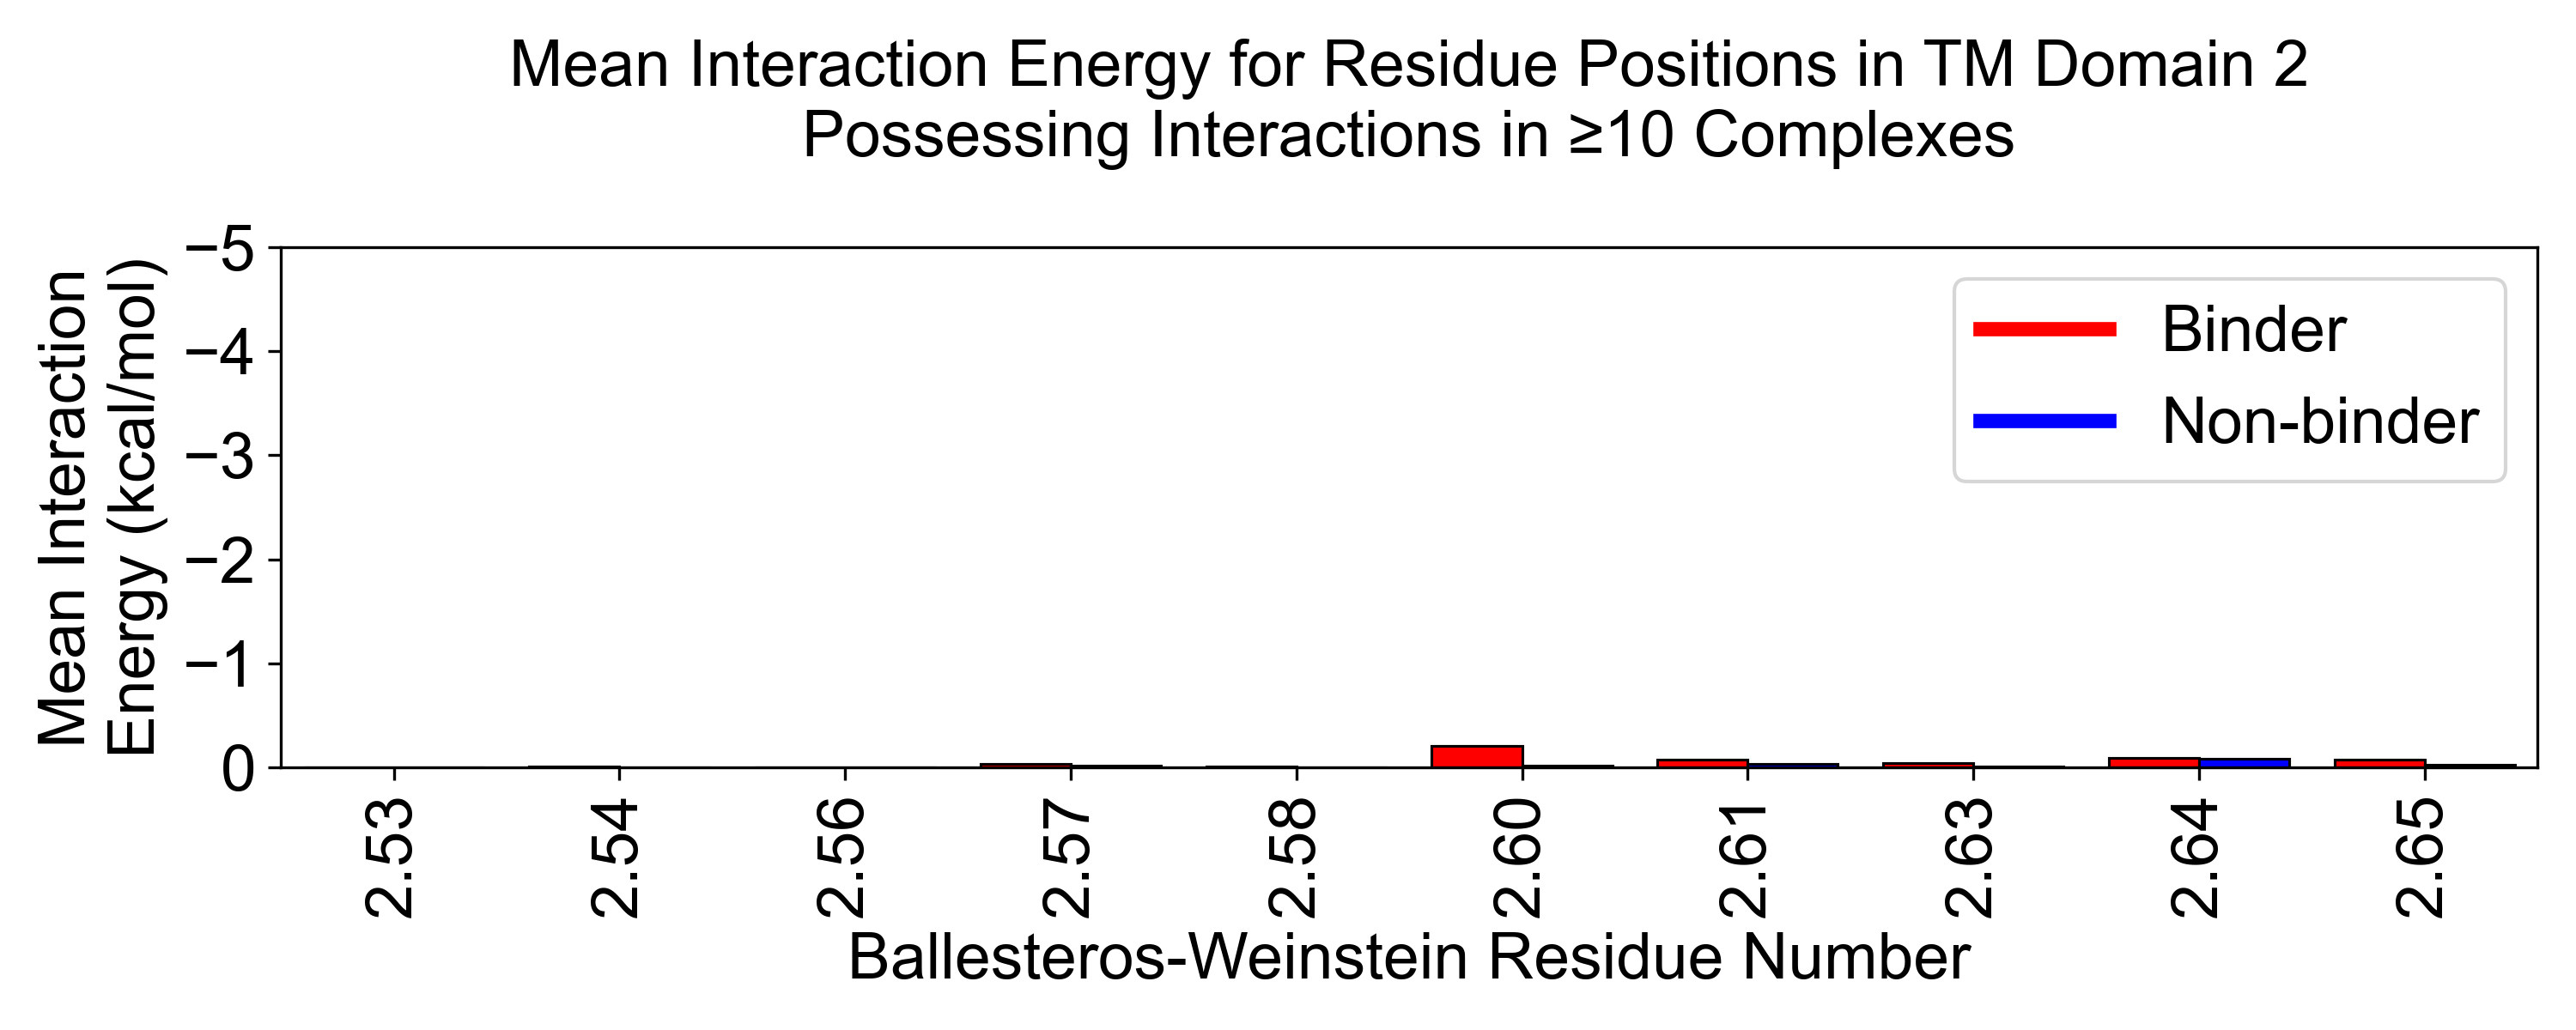 Mean Interaction Energy for Residue Positions in TM Domain 2
Possessing Interactions in ≥10 Complexes
Mean Interaction
Energy (kcal/mol)
−5
−4
−3
−2
−1
0
Binder
Non-binder
2.53
2.54
2.56
2.57
2.58
2.60
2.61
2.63
2.64
2.65
Ballesteros-Weinstein Residue Number